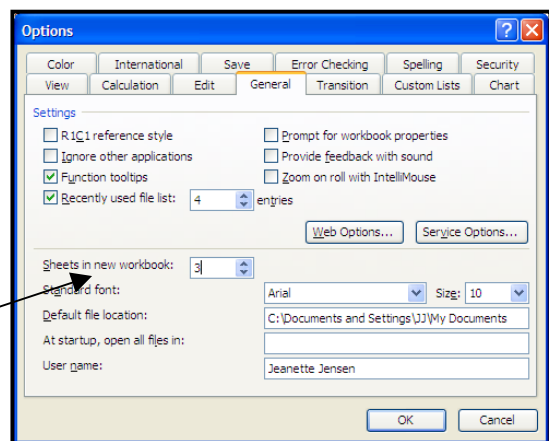 Options
Color International Save Error Checking Spelling Security
View Calculation Edit General Transition Custom Lists Chart
Settings
R1C1 reference style Prompt for workbook properties
Ignore other applications Provide feedback with sound
Function tooltips Zoom on roll with IntelliMouse
Recently used file list: 4 entries
Web Options... Service Options...
Sheets in new workbook: 3
Standard font: Arial Size: 10
Default file location: C:\Documents and Settings\JJ\My Documents
At startup, open all files in:
User name: Jeanette Jensen
OK Cancel